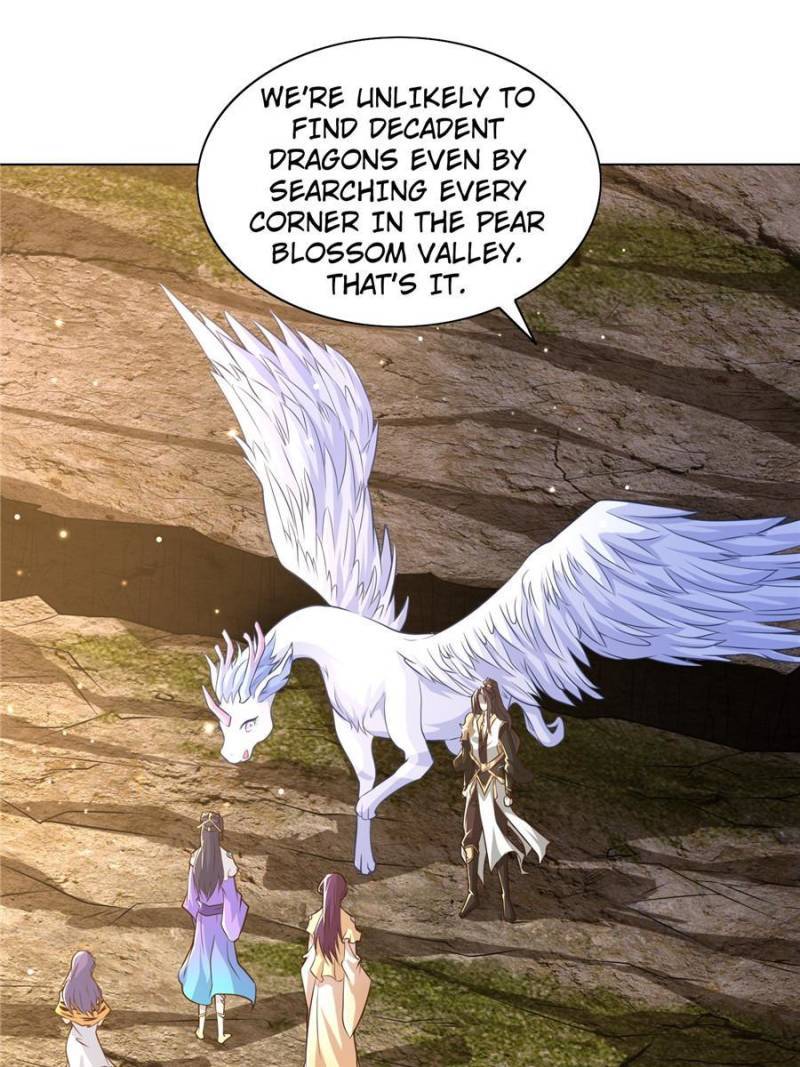 WE'RE UNLIKELY TO
FIND DECADENT
DRAGONS EVEN BY
SEARCHING EVERY
CORNER IN THE PEAR
BLOSSOM VALLEY.
THAT'S IT.